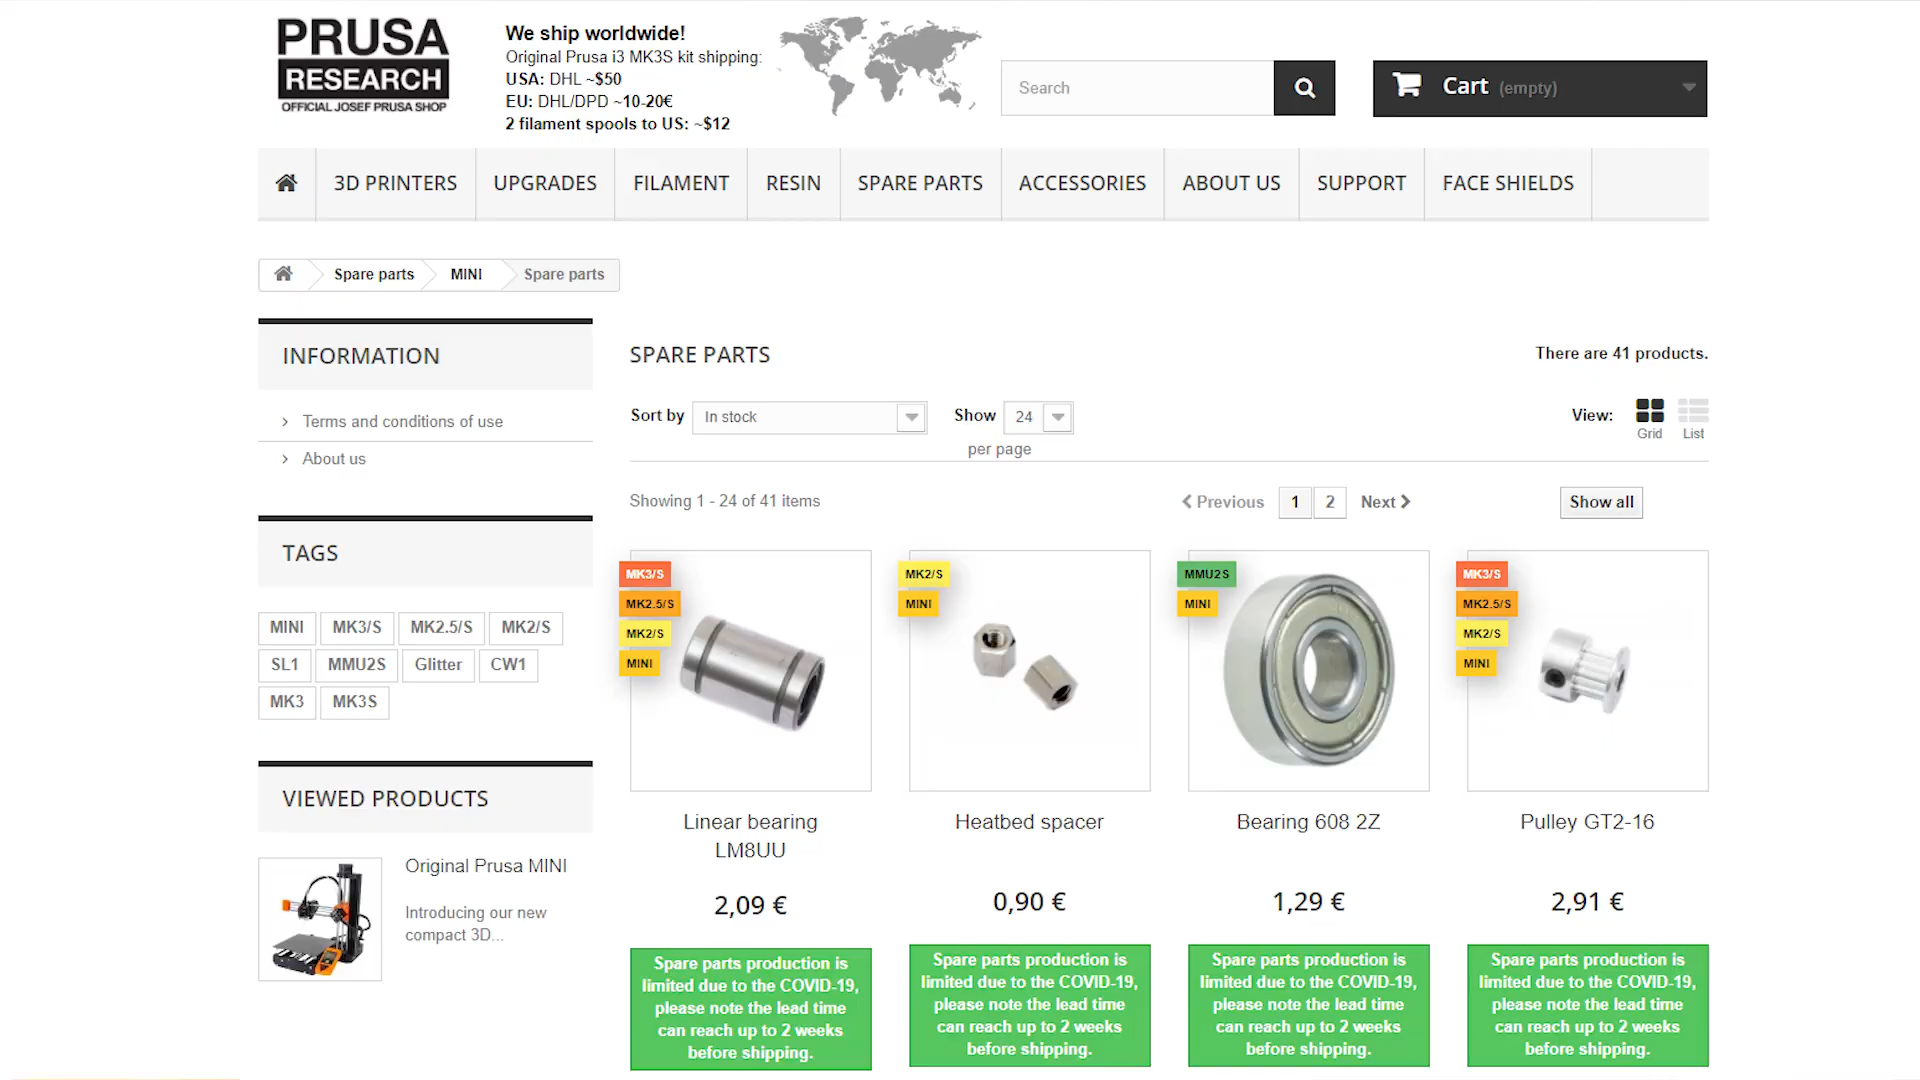 PRUSA
RESEARCH
OFFICIAL JOSEF PRUSA SHOP
We ship worldwide!
Original Prusa i3 MK3S kit shipping:
USA: DHL ~$50
EU: DHL/DPD ~10-20€
2 filament spools to US: ~$12
Search
Cart (empty)
3D PRINTERS
UPGRADES
FILAMENT
RESIN
SPARE PARTS
ACCESSORIES
ABOUT US
SUPPORT
FACE SHIELDS
Spare parts
MINI
Spare parts
INFORMATION
Terms and conditions of use
About us
TAGS
MINI
MK3/S
MK2.5/S
MK2/S
SL1
MMU2S
Glitter
CW1
MK3
MK3S
VIEWED PRODUCTS
Original Prusa MINI
Introducing our new
compact 3D...
SPARE PARTS
There are 41 products.
Sort by
In stock
Show
24
per page
View:
Grid
List
Showing 1 - 24 of 41 items
Previous
1
2
Next
Show all
MK3/S
MK2.5/S
MK2/S
MINI
Linear bearing
LM8UU
2,09 €
Spare parts production is
limited due to the COVID-19,
please note the lead time
can reach up to 2 weeks
before shipping.
MK2/S
MINI
Heatbed spacer
0,90 €
Spare parts production is
limited due to the COVID-19,
please note the lead time
can reach up to 2 weeks
before shipping.
MMU2S
MINI
Bearing 608 2Z
1,29 €
Spare parts production is
limited due to the COVID-19,
please note the lead time
can reach up to 2 weeks
before shipping.
MK3/S
MK2.5/S
MK2/S
MINI
Pulley GT2-16
2,91 €
Spare parts production is
limited due to the COVID-19,
please note the lead time
can reach up to 2 weeks
before shipping.